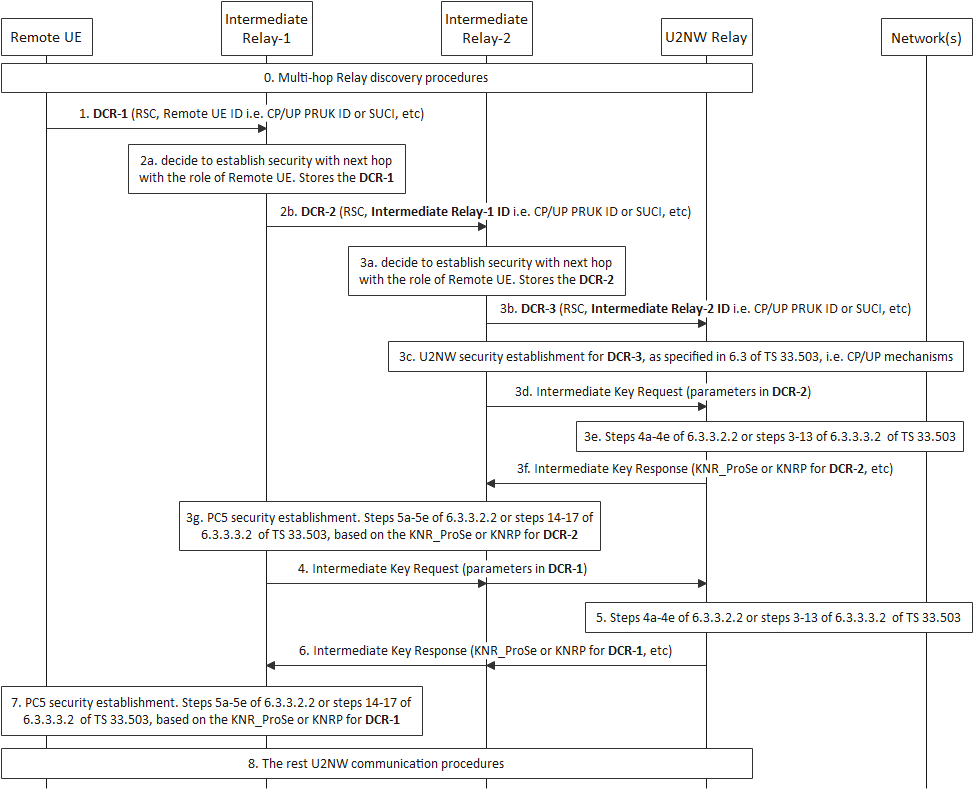 Remote UE
Intermediate
Relay-1
Intermediate
Relay-2
U2NW Relay
Network(s)
0. Multi-hop Relay discovery procedures
1. DCR-1 (RSC, Remote UE ID i.e. CP/UP PRUK ID or SUCI, etc)
2a. decide to establish security with next hop
with the role of Remote UE. Stores the DCR-1
2b. DCR-2 (RSC, Intermediate Relay-1 ID i.e. CP/UP PRUK ID or SUCI, etc)
3a. decide to establish security with next hop
with the role of Remote UE. Stores the DCR-2
3b. DCR-3 (RSC, Intermediate Relay-2 ID i.e. CP/UP PRUK ID or SUCI, etc)
3c. U2NW security establishment for DCR-3, as specified in 6.3 of TS 33.503, i.e. CP/UP mechanisms
3d. Intermediate Key Request (parameters in DCR-2)
3e. Steps 4a-4e of 6.3.3.2.2 or steps 3-13 of 6.3.3.3.2 of TS 33.503
3f. Intermediate Key Response (KNR_ProSe or KNRP for DCR-2, etc)
3g. PC5 security establishment. Steps 5a-5e of 6.3.3.2.2 or steps 14-17 of
6.3.3.3.2 of TS 33.503, based on the KNR_ProSe or KNRP for DCR-2
4. Intermediate Key Request (parameters in DCR-1)
5. Steps 4a-4e of 6.3.3.2.2 or steps 3-13 of 6.3.3.3.2 of TS 33.503
6. Intermediate Key Response (KNR_ProSe or KNRP for DCR-1, etc)
7. PC5 security establishment. Steps 5a-5e of 6.3.3.2.2 or steps 14-17 of
6.3.3.3.2 of TS 33.503, based on the KNR_ProSe or KNRP for DCR-1
8. The rest U2NW communication procedures